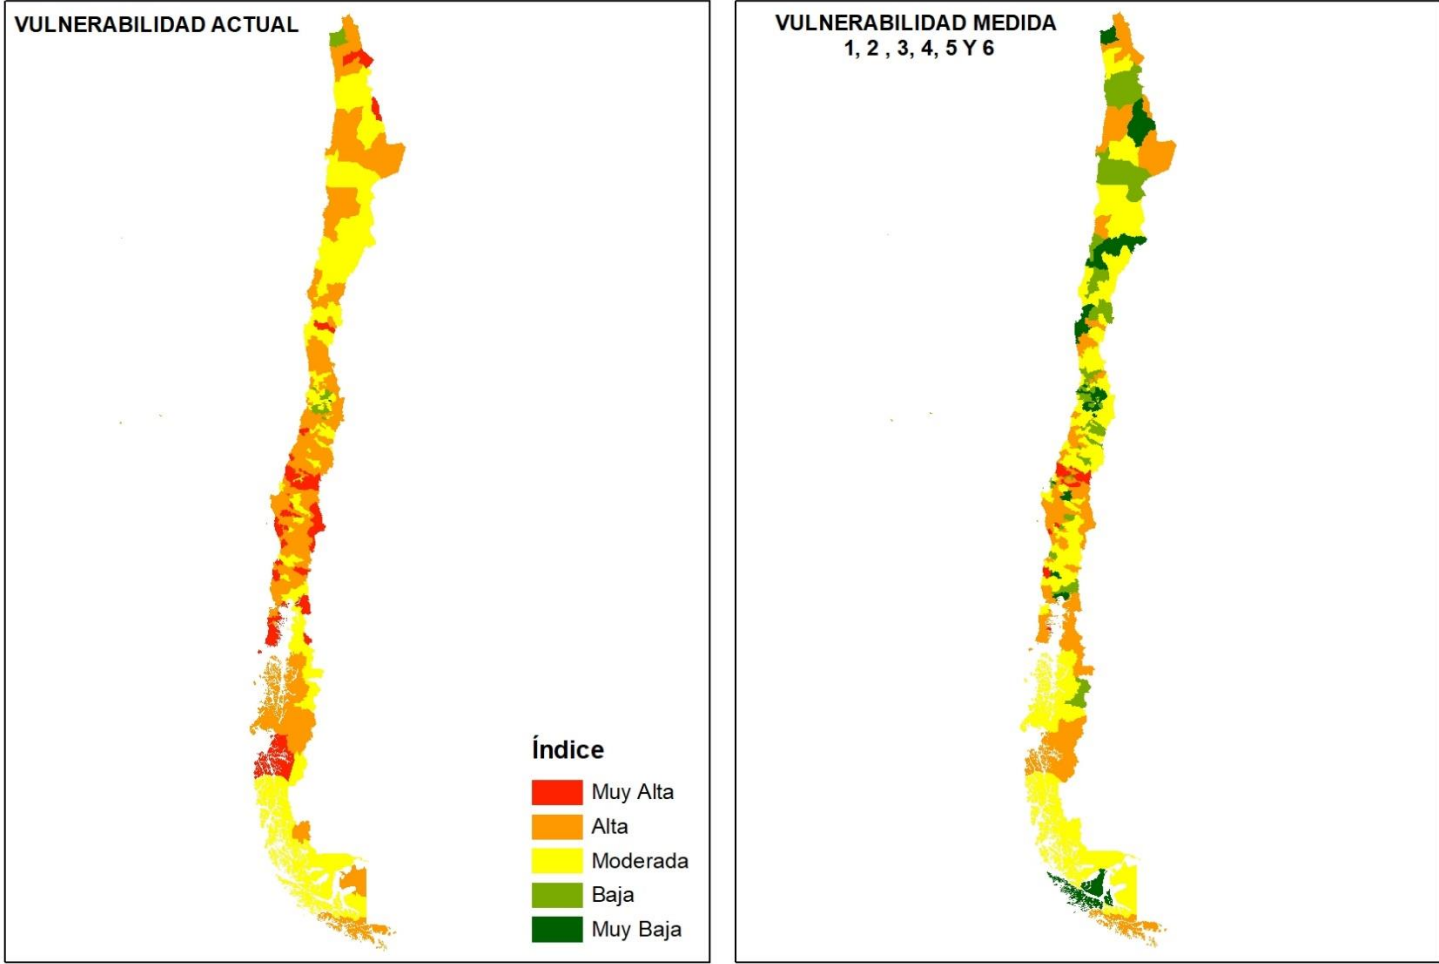 VULNERABILIDAD ACTUAL
VULNERABILIDAD MEDIDA
1, 2 , 3, 4, 5 Y 6
Índice
Muy Alta
Alta
Moderada
Baja
Muy Baja